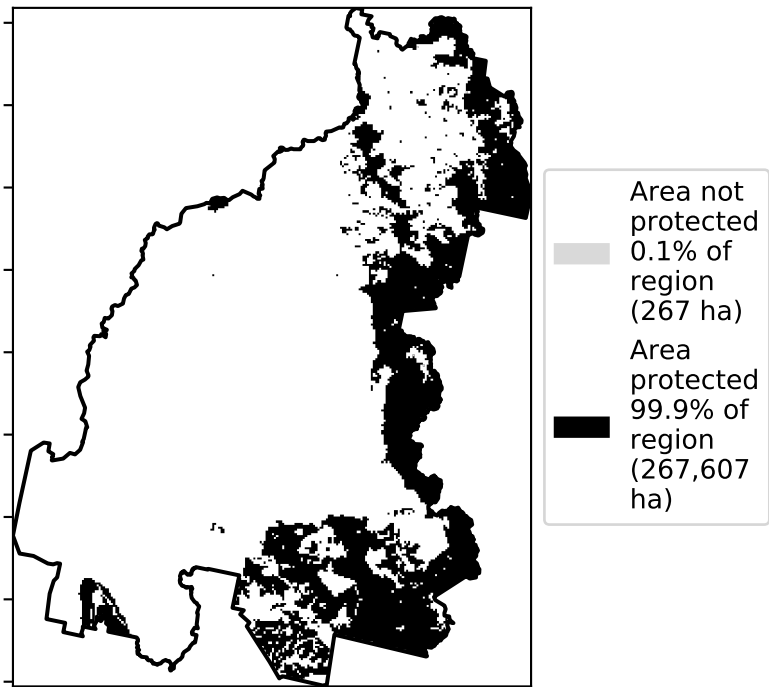 Area not
protected
0.1% of
region
(267 ha)
Area
protected
99.9% of
region
(267,607
ha)